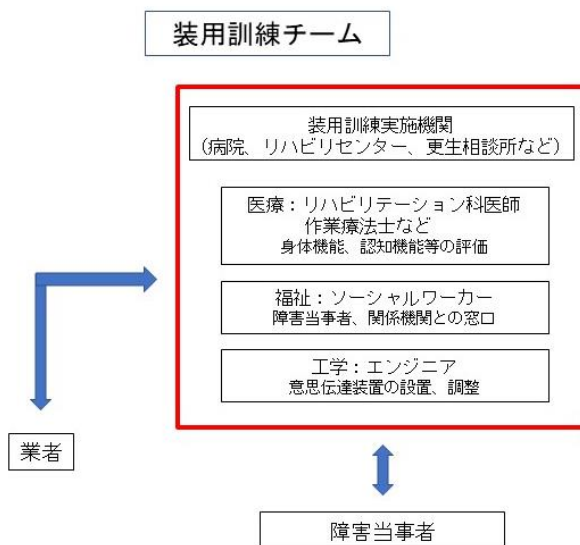 装用訓練チーム
装用訓練実施機関
(病院、リハビリセンター、更生相談所など)
医療：リハビリテーション科医師
作業療法士など
身体機能、認知機能等の評価
福祉：ソーシャルワーカー
障害当事者、関係機関との窓口
工学：エンジニア
意思伝達装置の設置、調整
業者
障害当事者